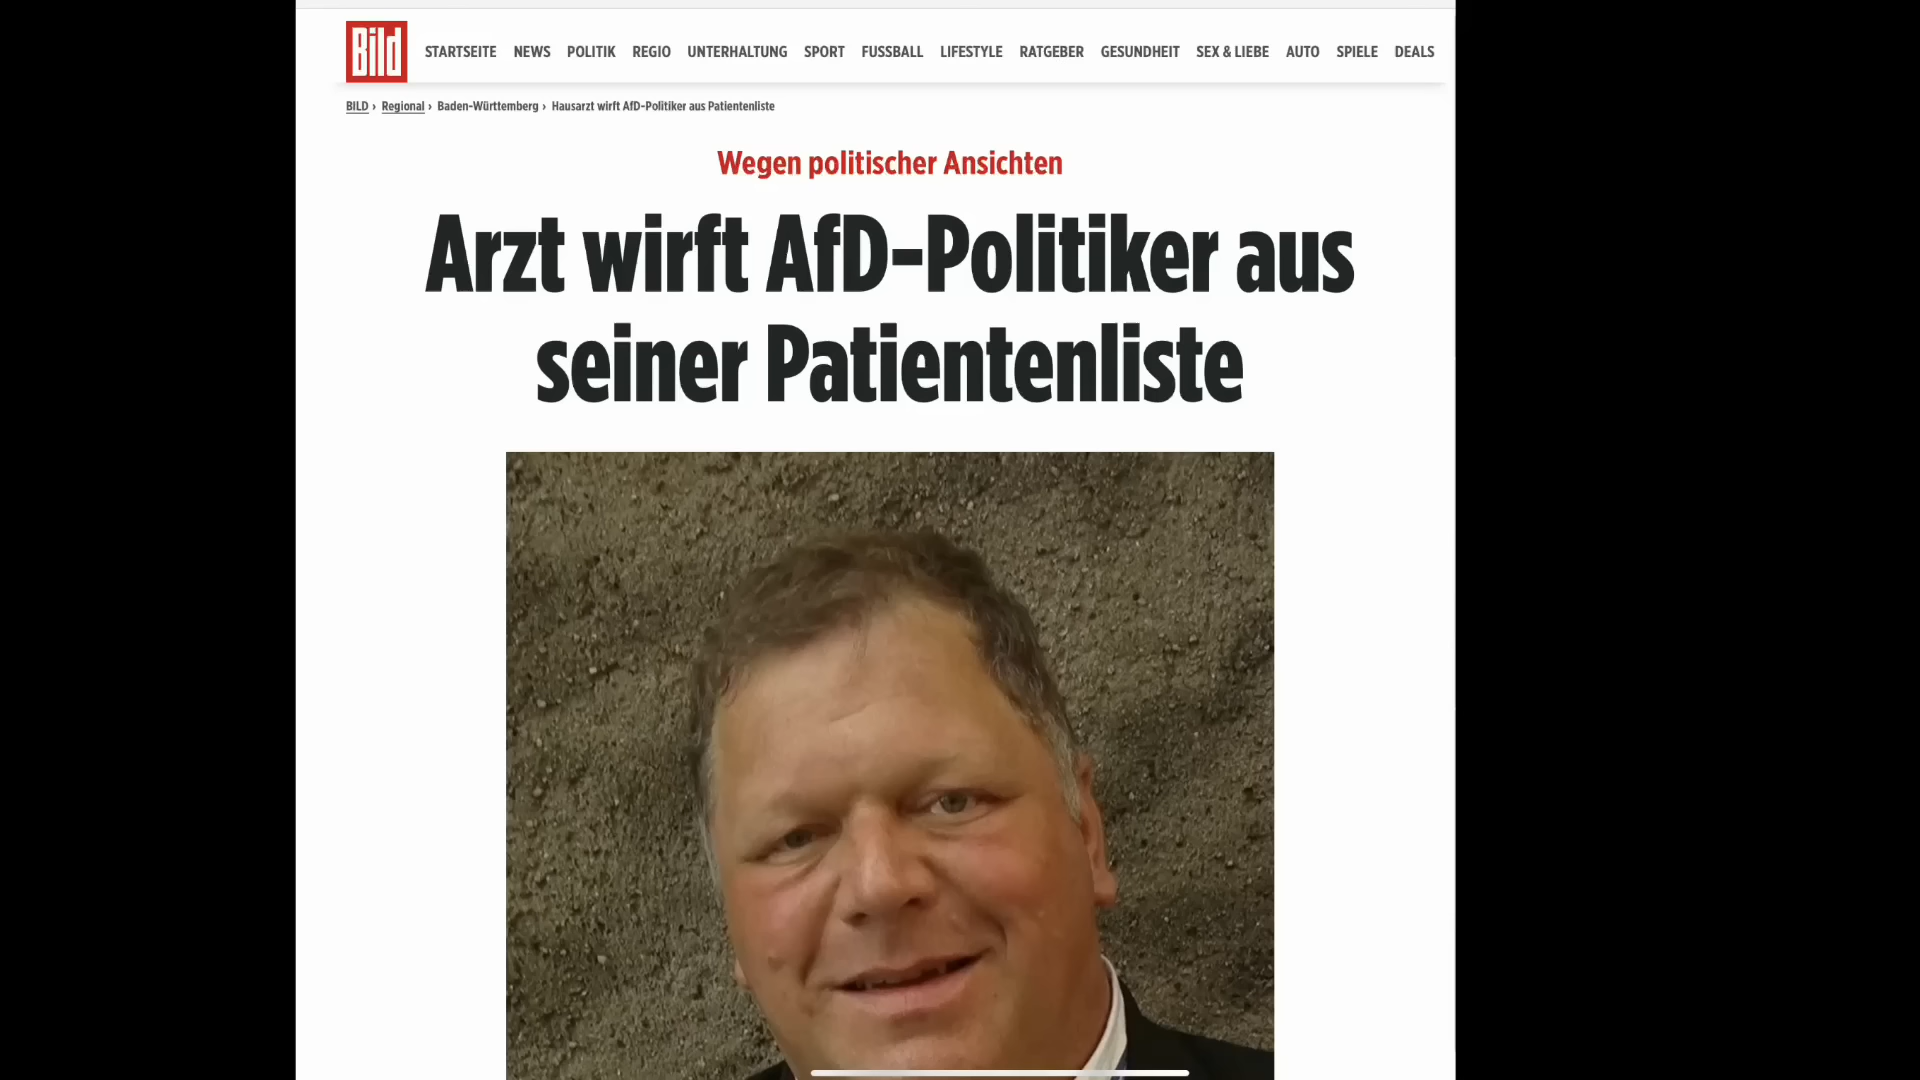 Bild STARTSEITE NEWS POLITIK REGIO UNTERHALTUNG SPORT FUSSBALL LIFESTYLE RATGEBER GESUNDHEIT SEX & LIEBE AUTO SPIELE DEALS
BILD › Regional › Baden-Württemberg › Hausarzt wirft AfD-Politiker aus Patientenliste
Wegen politischer Ansichten
Arzt wirft AfD-Politiker aus
seiner Patientenliste